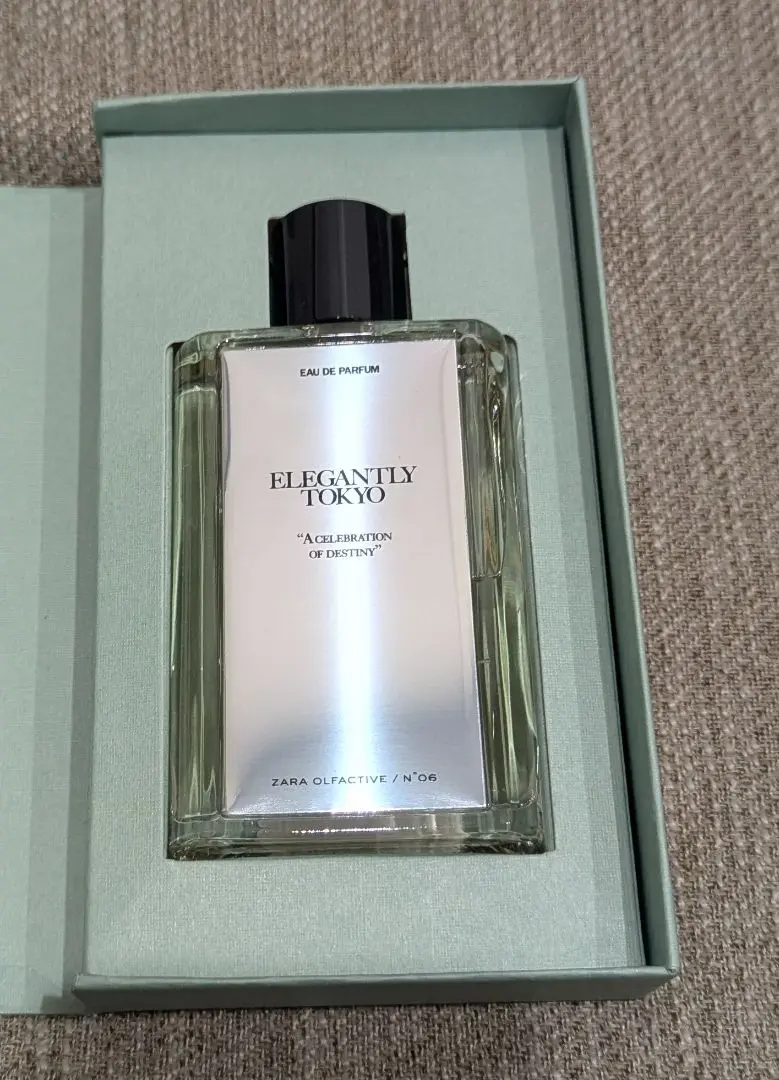 EAU DE PARFUM
ELEGANTLY
TOKYO
“A CELEBRATION
OF DESTINY”
ZARA OLFACTIVE / N°06